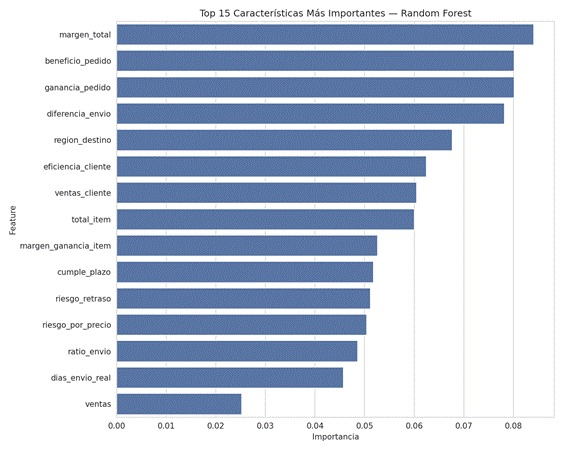 Top 15 Características Más Importantes — Random Forest
margen_total
beneficio_pedido
ganancia_pedido
diferencia_envio
region_destino
eficiencia_cliente
ventas_cliente
total_item
margen_ganancia_item
cumple_plazo
riesgo_retraso
riesgo_por_precio
ratio_envio
dias_envio_real
ventas
Feature
0.00 0.01 0.02 0.03 0.04 0.05 0.06 0.07 0.08
Importancia